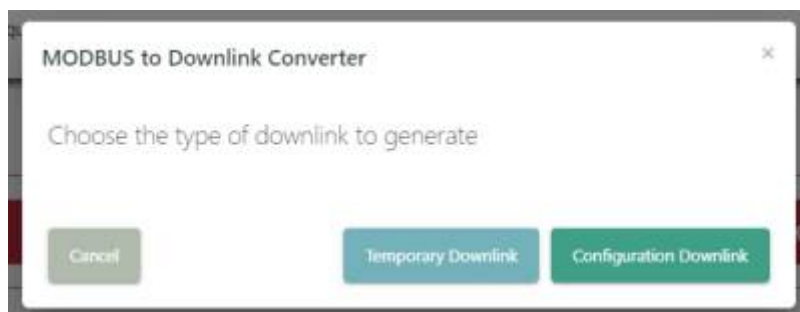 MODBUS to Downlink Converter ×
Choose the type of downlink to generate
Cancel Temporary Downlink Configuration Downlink